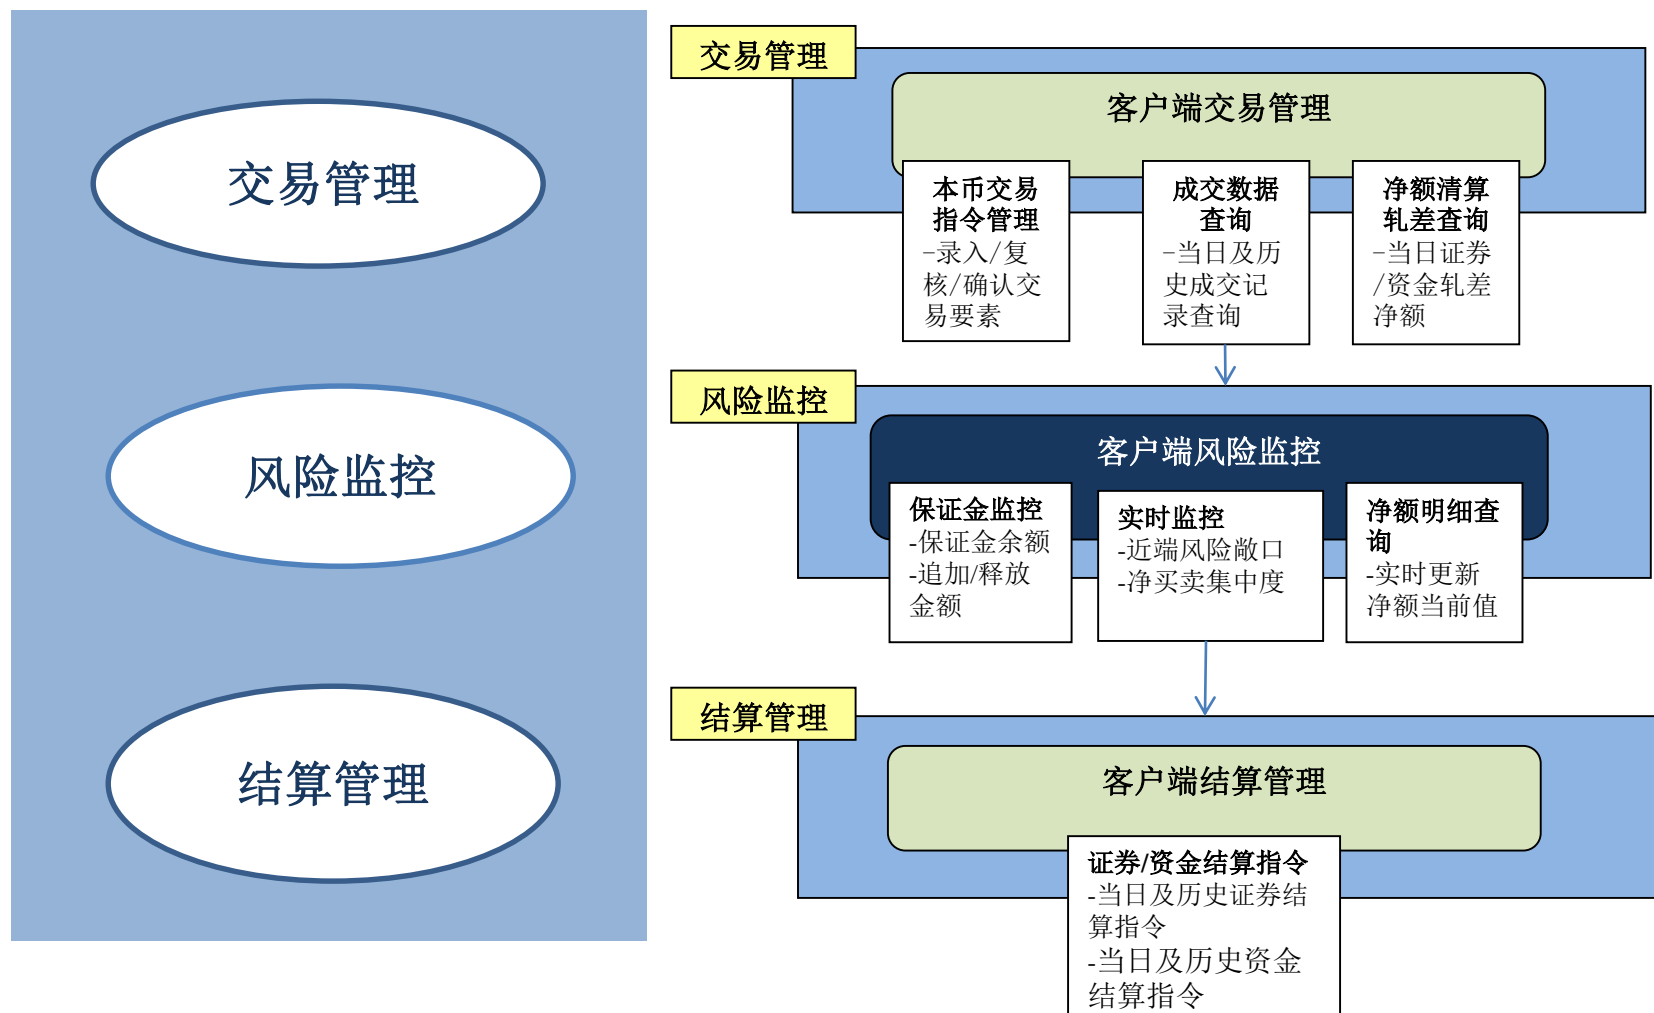 交易管理
风险监控
结算管理
交易管理
客户端交易管理
本币交易
指令管理
-录入/复
核/确认交
易要素
成交数据
查询
-当日及历
史成交记
录查询
净额清算
轧差查询
-当日证券
/资金轧差
净额
风险监控
客户端风险监控
保证金监控
-保证金余额
-追加/释放
金额
实时监控
-近端风险敞口
-净买卖集中度
净额明细查
询
-实时更新
净额当前值
结算管理
客户端结算管理
证券/资金结算指令
-当日及历史证券结
算指令
-当日及历史资金
结算指令